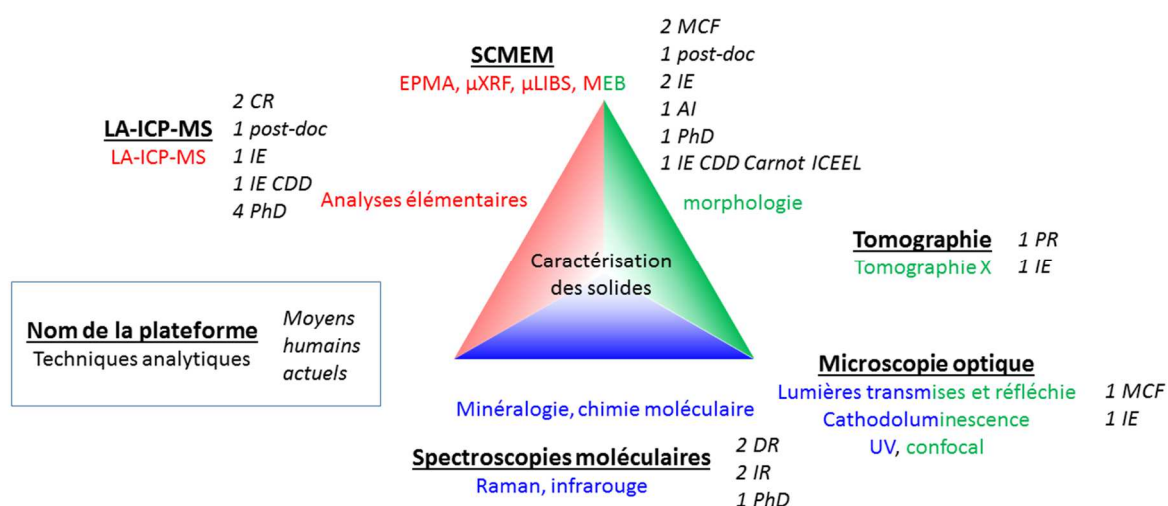 SCMEM
EPMA, µXRF, µLIBS, MEB
2 MCF
1 post-doc
2 IE
1 AI
1 PhD
1 IE CDD Carnot ICEEL
LA-ICP-MS
LA-ICP-MS
2 CR
1 post-doc
1 IE
1 IE CDD
4 PhD
Analyses élémentaires
morphologie
Tomographie
Tomographie X
1 PR
1 IE
Caractérisation
des solides
Nom de la plateforme
Techniques analytiques
Moyens
humains
actuels
Microscopie optique
Lumières transmises et réfléchie
Cathodoluminescence
UV, confocal
1 MCF
1 IE
Minéralogie, chimie moléculaire
Spectroscopies moléculaires
Raman, infrarouge
2 DR
2 IR
1 PhD